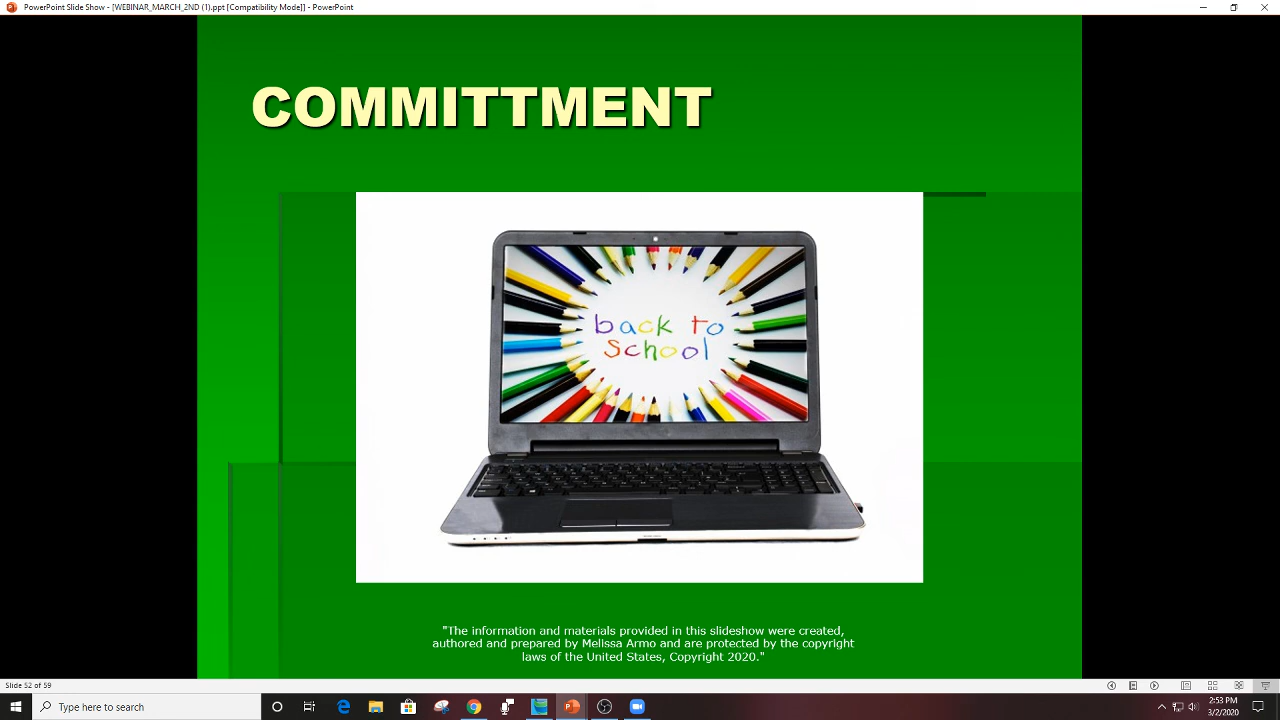 PowerPoint Slide Show - [WEBINAR_MARCH_2ND (1).ppt [Compatibility Mode]] - PowerPoint
COMMITTMENT
back to
school
"The information and materials provided in this slideshow were created,
authored and prepared by Melissa Armo and are protected by the copyright
laws of the United States, Copyright 2020."
Slide 52 of 59
Type here to search
2:53 PM
3/2/2020